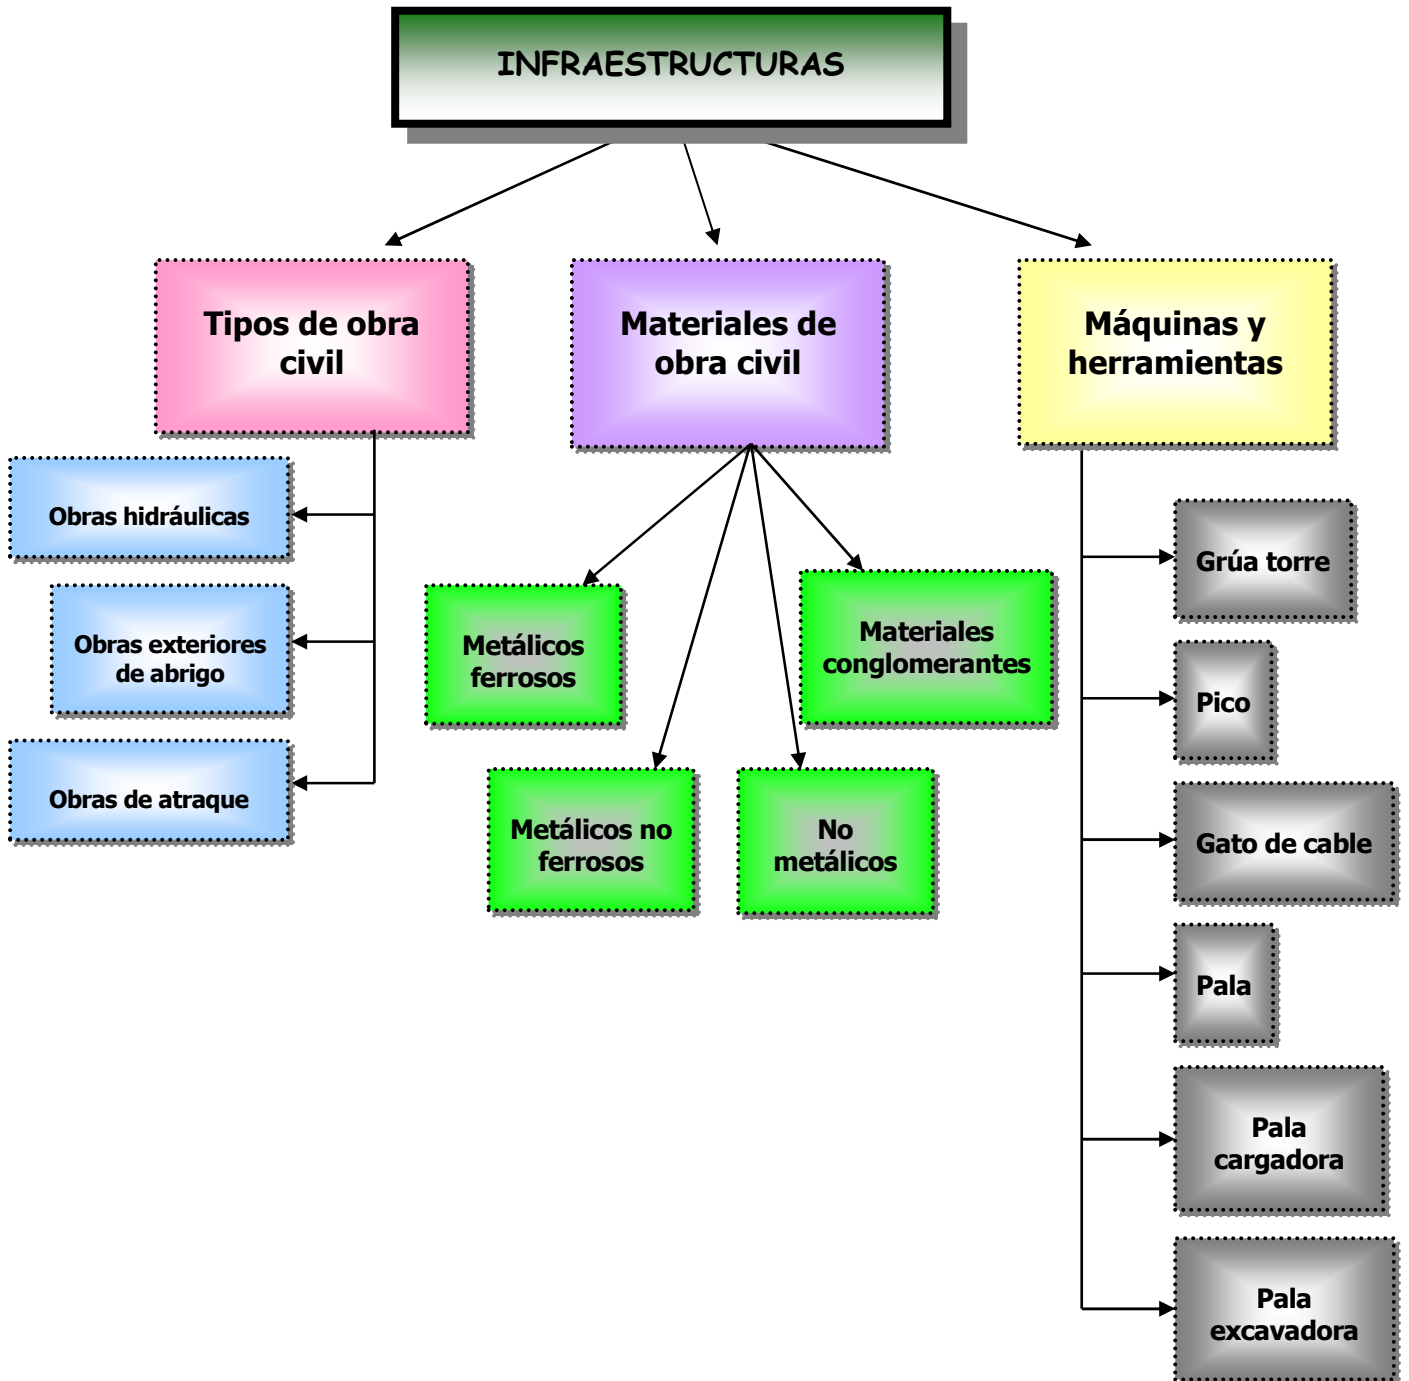 INFRAESTRUCTURAS
Tipos de obra
civil
Materiales de
obra civil
Máquinas y
herramientas
Obras hidráulicas
Obras exteriores
de abrigo
Obras de atraque
Metálicos
ferrosos
Materiales
conglomerantes
Metálicos no
ferrosos
No
metálicos
Grúa torre
Pico
Gato de cable
Pala
Pala
cargadora
Pala
excavadora